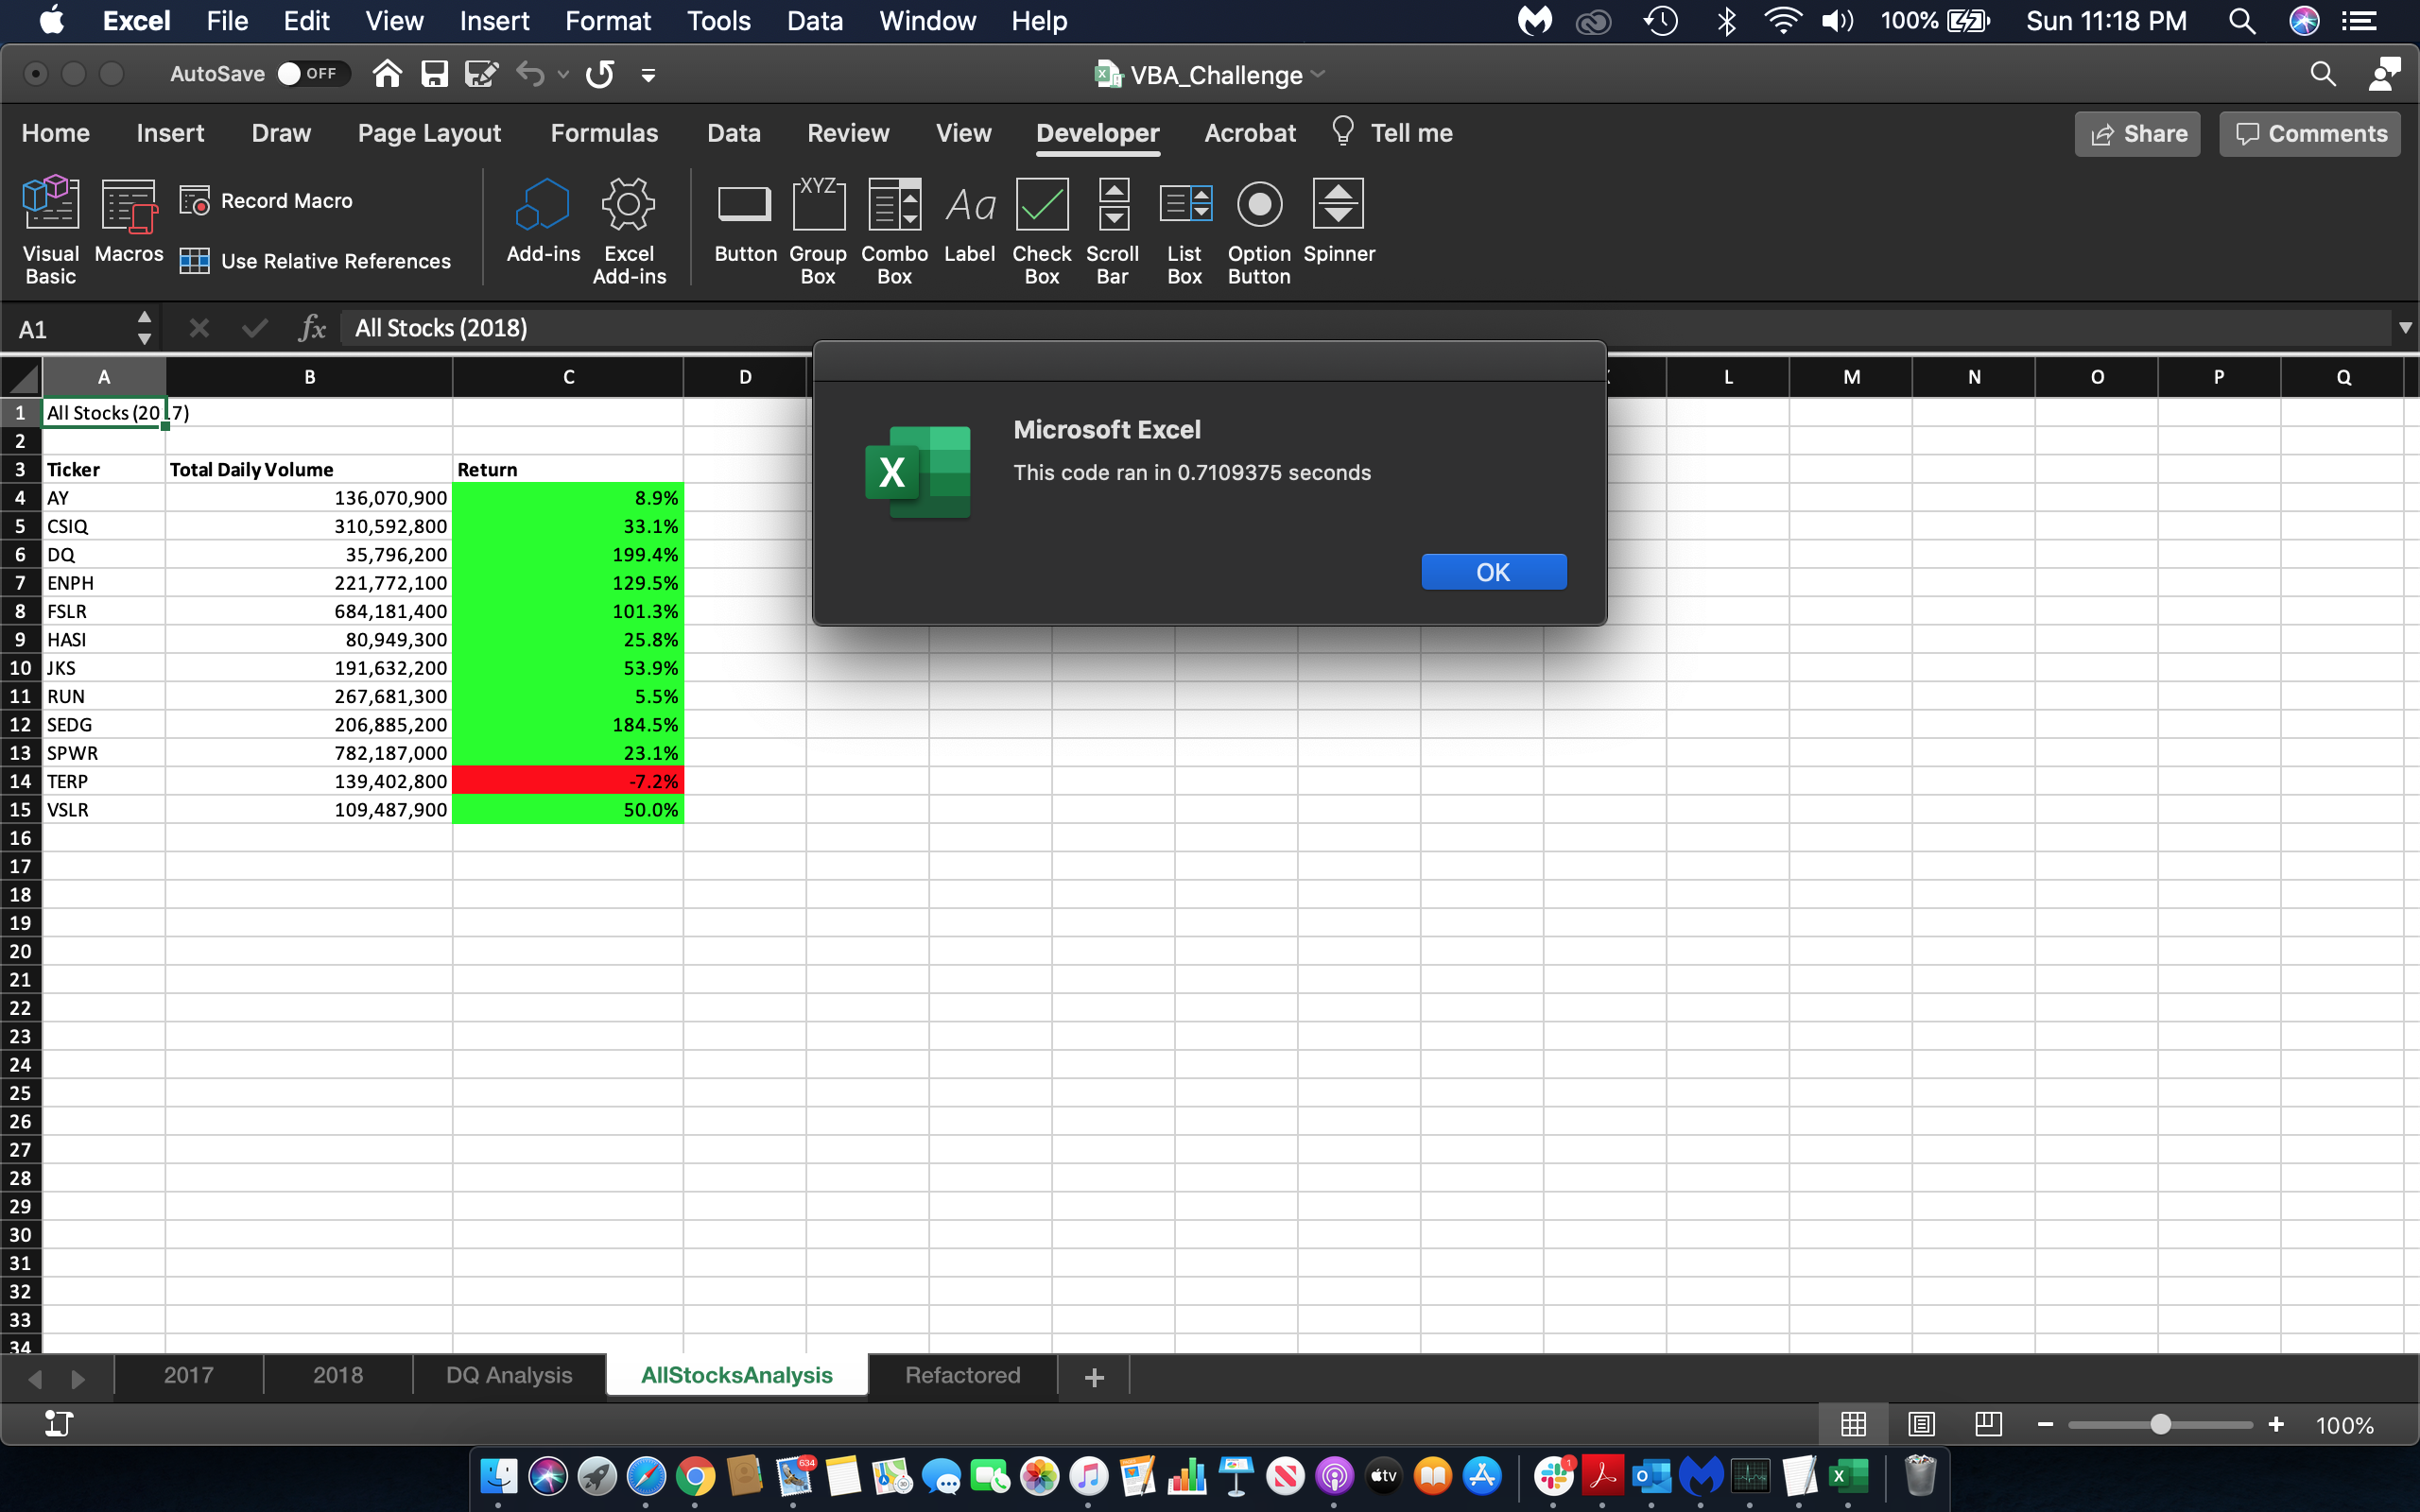 Excel File Edit View Insert Format Tools Data Window Help 100% Sun 11:18 PM
AutoSave OFF VBA_Challenge
Home Insert Draw Page Layout Formulas Data Review View Developer Acrobat Tell me Share Comments
Visual Basic Macros Record Macro Use Relative References Add-ins Excel Add-ins Button XYZ Group Box Combo Box Aa Label Check Box Scroll Bar List Box Option Button Spinner
A1 fx All Stocks (2018)
A B C D L M N O P Q
1 All Stocks (2017)
2
3 Ticker Total Daily Volume Return
4 AY 136,070,900 8.9%
5 CSIQ 310,592,800 33.1%
6 DQ 35,796,200 199.4%
7 ENPH 221,772,100 129.5%
8 FSLR 684,181,400 101.3%
9 HASI 80,949,300 25.8%
10 JKS 191,632,200 53.9%
11 RUN 267,681,300 5.5%
12 SEDG 206,885,200 184.5%
13 SPWR 782,187,000 23.1%
14 TERP 139,402,800 -7.2%
15 VSLR 109,487,900 50.0%
16
17
18
19
20
21
22
23
24
25
26
27
28
29
30
31
32
33
34
X
Microsoft Excel
This code ran in 0.7109375 seconds
OK
2017 2018 DQ Analysis AllStocksAnalysis Refactored +
100%
634 tv 1